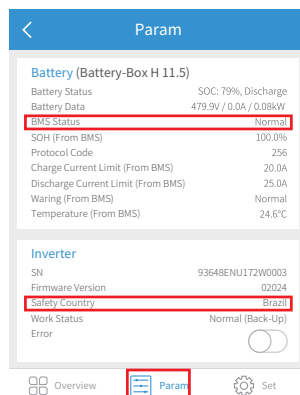 Param
Battery (Battery-Box H 11.5)
Battery Status SOC: 79%, Discharge
Battery Data 479.9V / 0.0A / 0.08kW
BMS Status Normal
SOH (From BMS) 100.0%
Protocol Code 256
Charge Current Limit (From BMS) 20.0A
Discharge Current Limit (From BMS) 25.0A
Waring (From BMS) Normal
Temperature (From BMS) 24.6℃
Inverter
SN 93648ENU172W0003
Firmware Version 02024
Safety Country Brazil
Work Status Normal (Back-Up)
Error
Overview Param Set